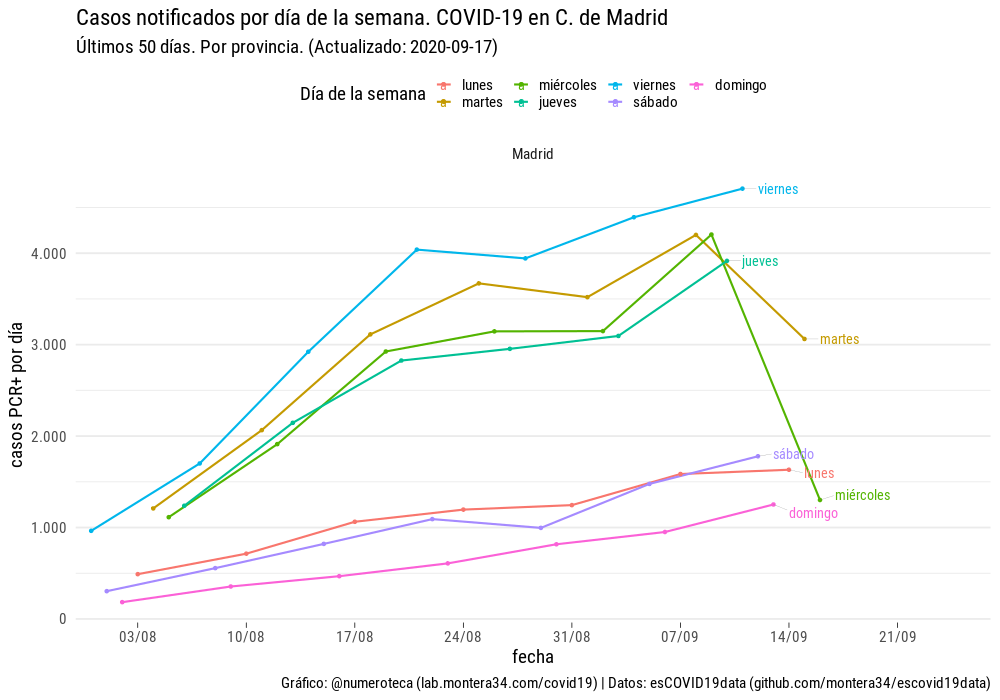 Casos notificados por día de la semana. COVID-19 en C. de Madrid
Últimos 50 días. Por provincia. (Actualizado: 2020-09-17)
Día de la semana
lunes miércoles viernes domingo
martes jueves sábado
Madrid
casos PCR+ por día
4.000
3.000
2.000
1.000
0
viernes
jueves
martes
sábado
lunes
miércoles
domingo
03/08 10/08 17/08 24/08 31/08 07/09 14/09 21/09
fecha
Gráfico: @numeroteca (lab.montera34.com/covid19) | Datos: esCOVID19data (github.com/montera34/escovid19data)